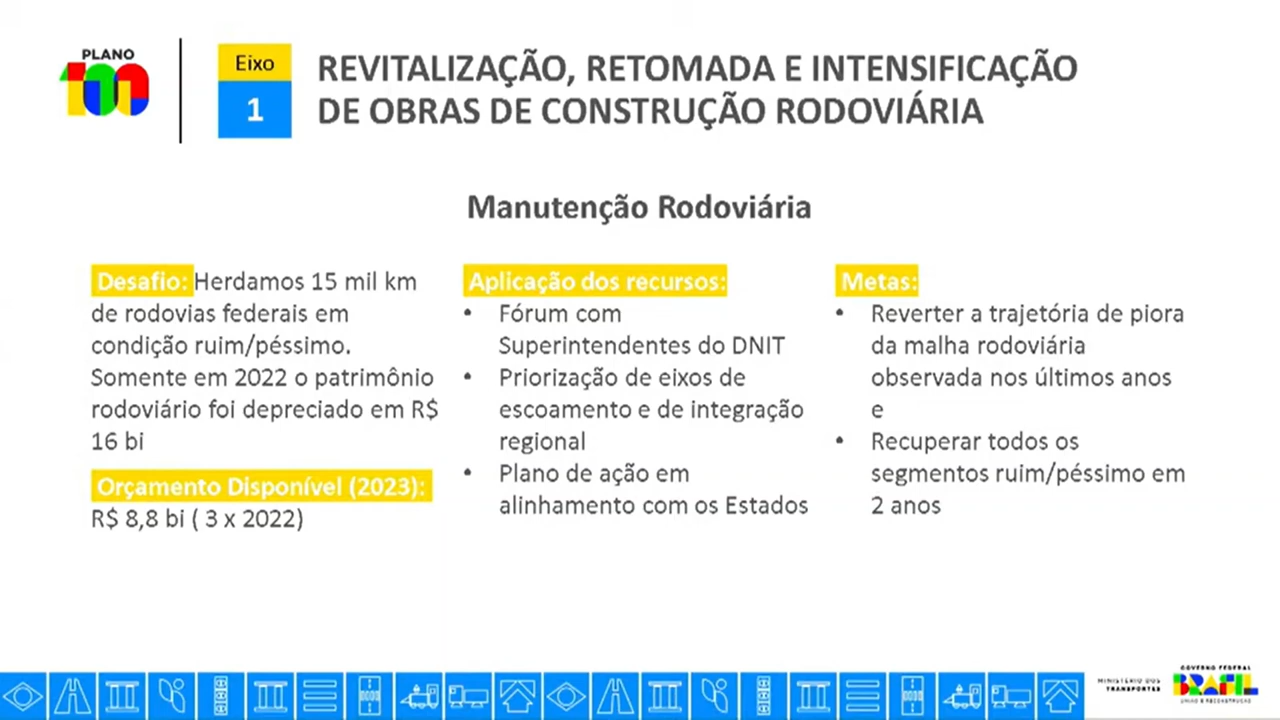 PLANO
100
Eixo
1
REVITALIZAÇÃO, RETOMADA E INTENSIFICAÇÃO
DE OBRAS DE CONSTRUÇÃO RODOVIÁRIA
Manutenção Rodoviária
Desafio: Herdamos 15 mil km
de rodovias federais em
condição ruim/péssimo.
Somente em 2022 o patrimônio
rodoviário foi depreciado em R$
16 bi
Orçamento Disponível (2023):
R$ 8,8 bi ( 3 x 2022)
Aplicação dos recursos:
• Fórum com
Superintendentes do DNIT
• Priorização de eixos de
escoamento e de integração
regional
• Plano de ação em
alinhamento com os Estados
Metas:
• Reverter a trajetória de piora
da malha rodoviária
observada nos últimos anos
e
• Recuperar todos os
segmentos ruim/péssimo em
2 anos
MINISTÉRIO DOS
TRANSPORTES
GOVERNO FEDERAL
BRASIL
UNIÃO E RECONSTRUÇÃO